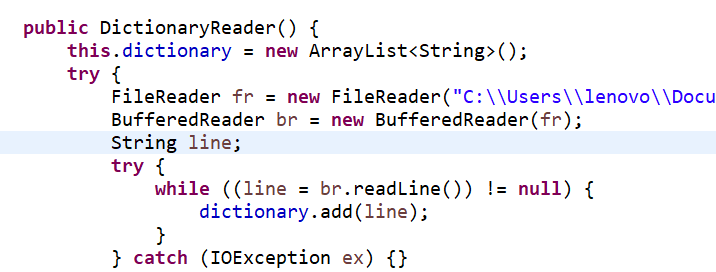 public DictionaryReader() {
this.dictionary = new ArrayList<String>();
try {
FileReader fr = new FileReader("C:\\Users\\lenovo\\Docu
BufferedReader br = new BufferedReader(fr);
String line;
try {
while ((line = br.readLine()) != null) {
dictionary.add(line);
}
} catch (IOException ex) {}